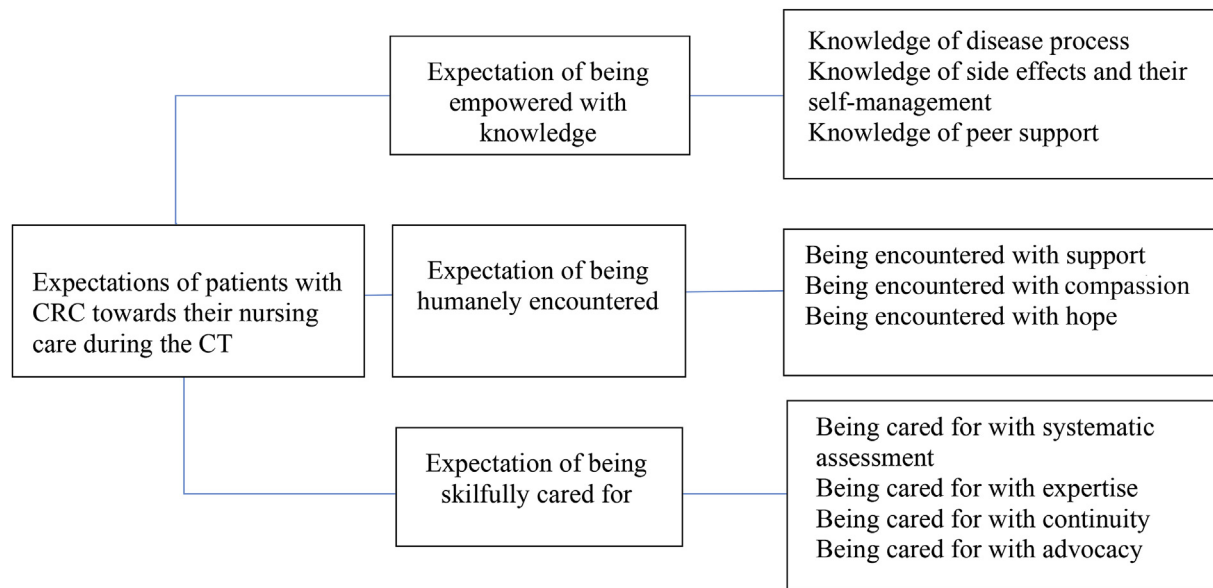 Expectation of being
empowered with
knowledge
Knowledge of disease process
Knowledge of side effects and their
self-management
Knowledge of peer support
Expectations of patients with
CRC towards their nursing
care during the CT
Expectation of being
humanely encountered
Being encountered with support
Being encountered with compassion
Being encountered with hope
Expectation of being
skilfully cared for
Being cared for with systematic
assessment
Being cared for with expertise
Being cared for with continuity
Being cared for with advocacy